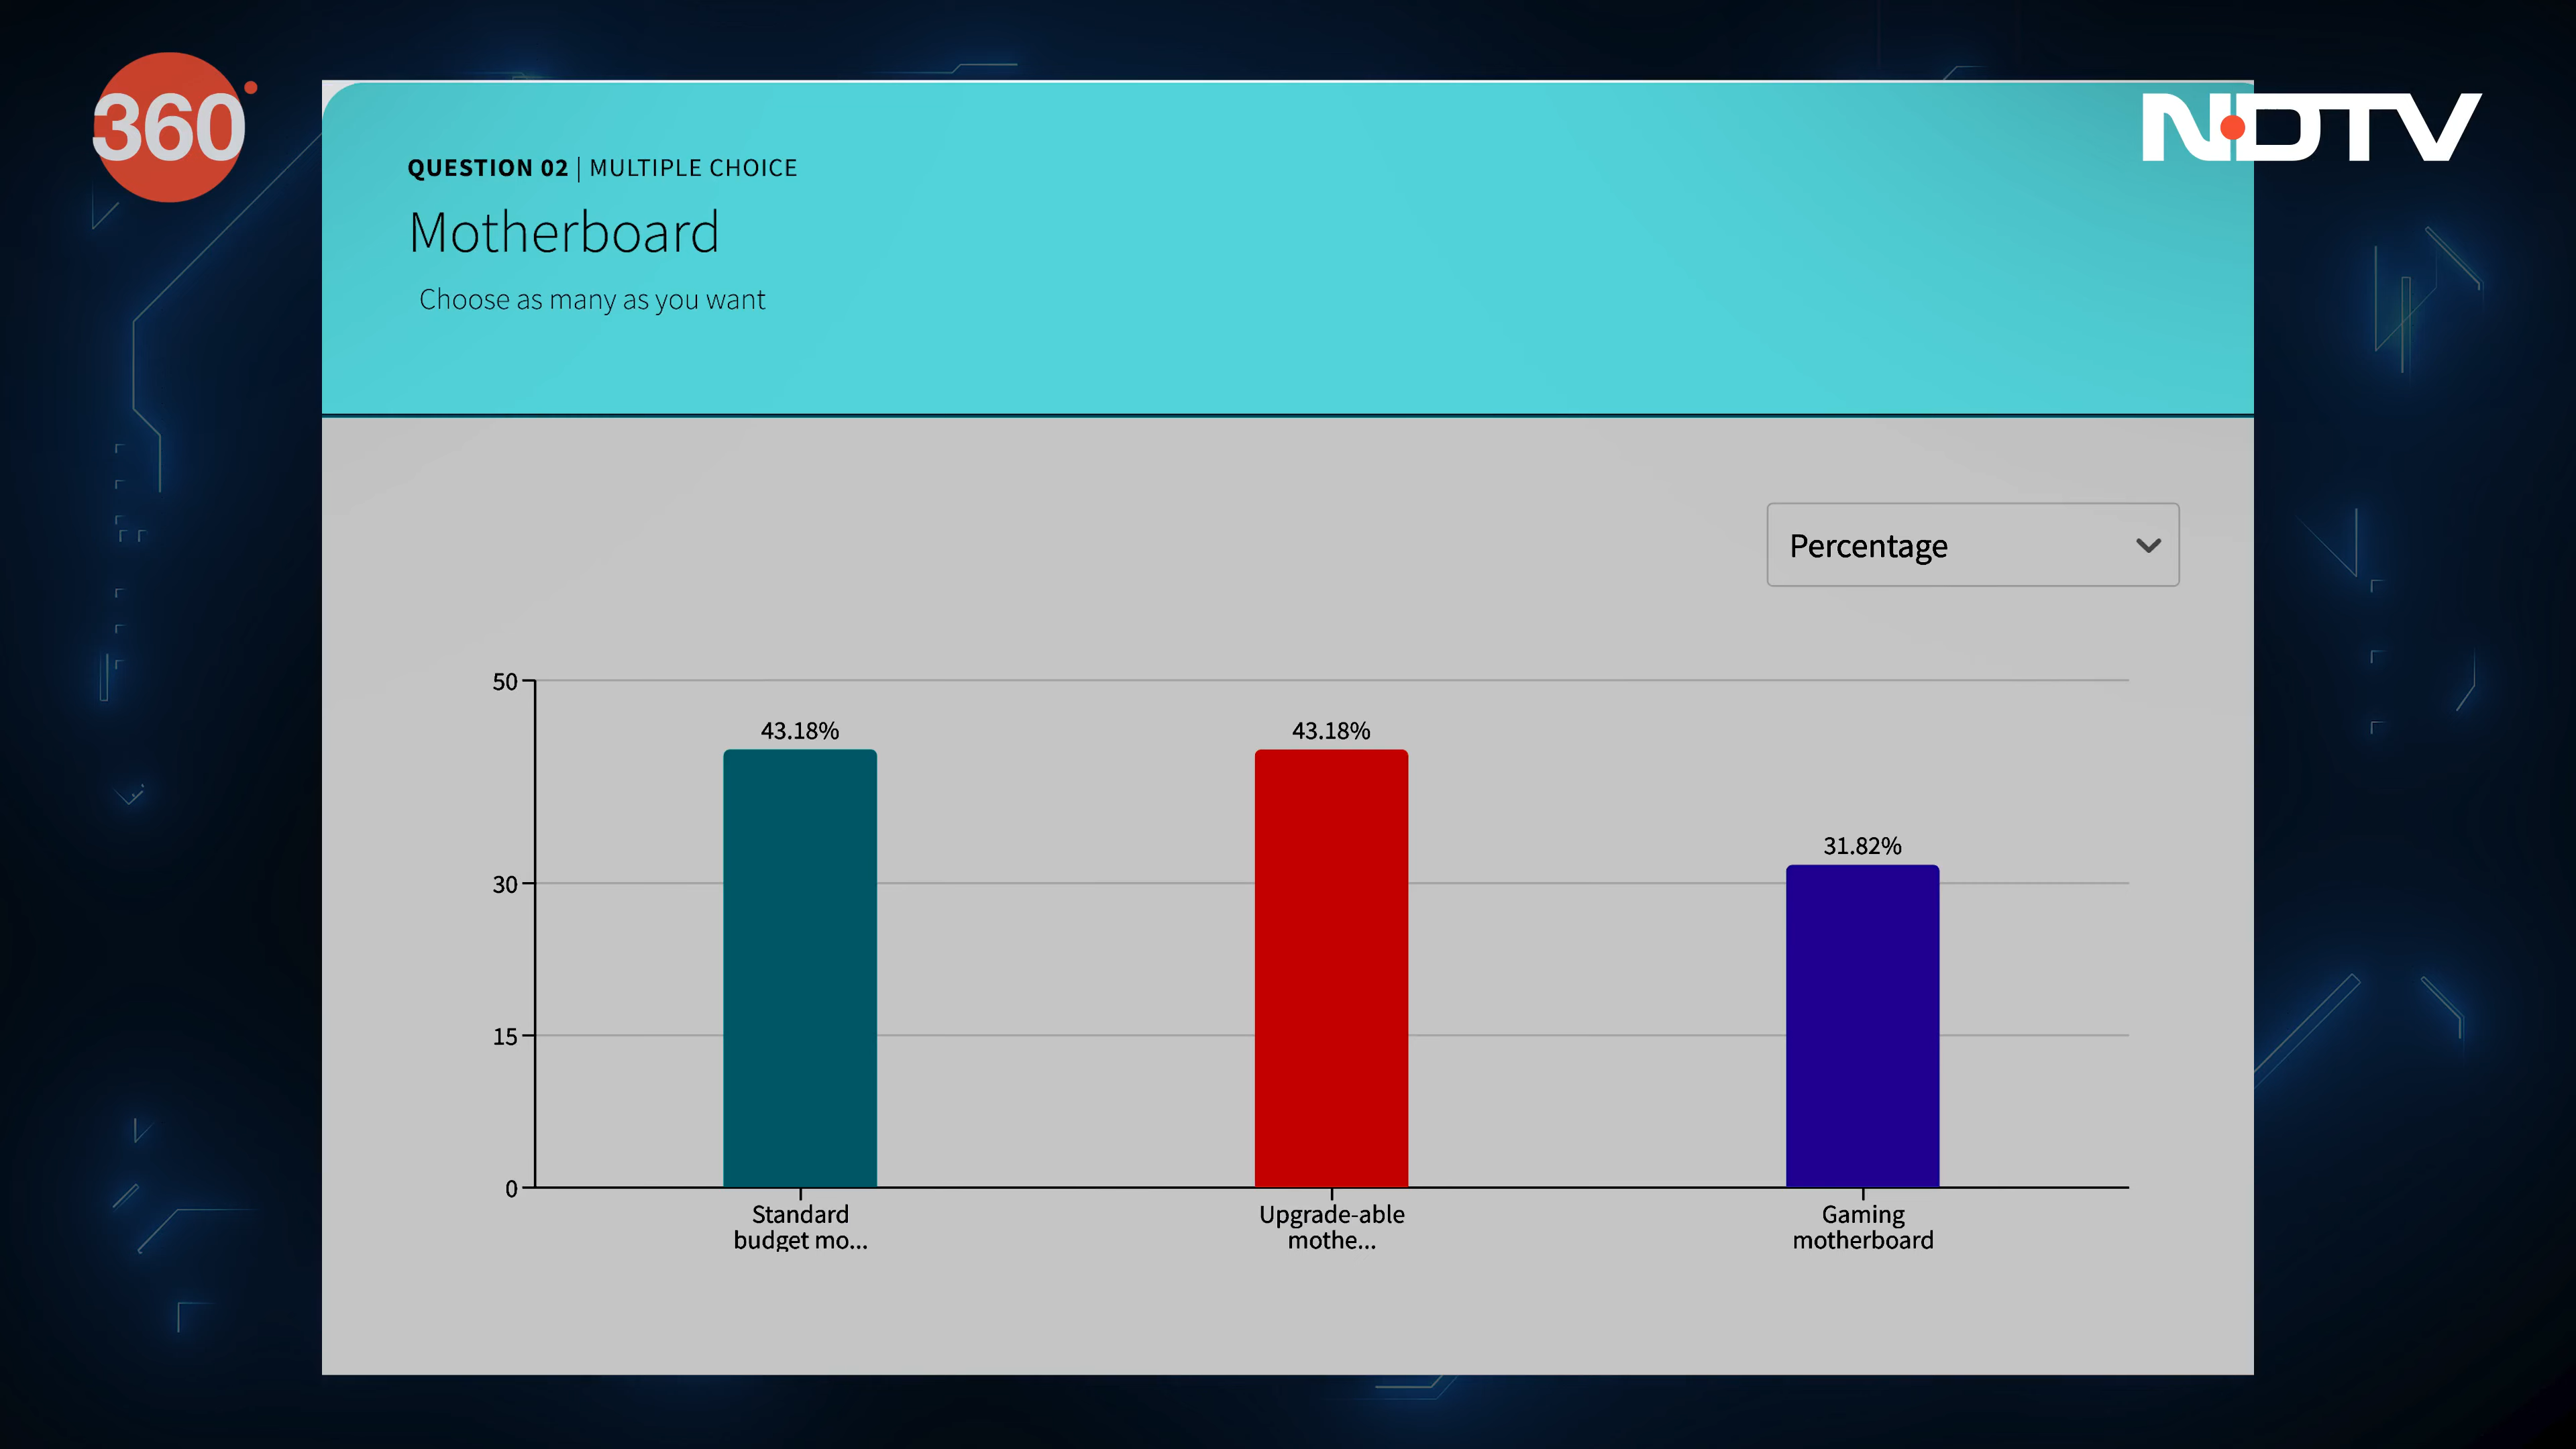 360
NDTV
QUESTION 02 | MULTIPLE CHOICE
Motherboard
Choose as many as you want
Percentage
50
30
15
0
43.18%
43.18%
31.82%
Standard
budget mo...
Upgrade-able
mothe...
Gaming
motherboard